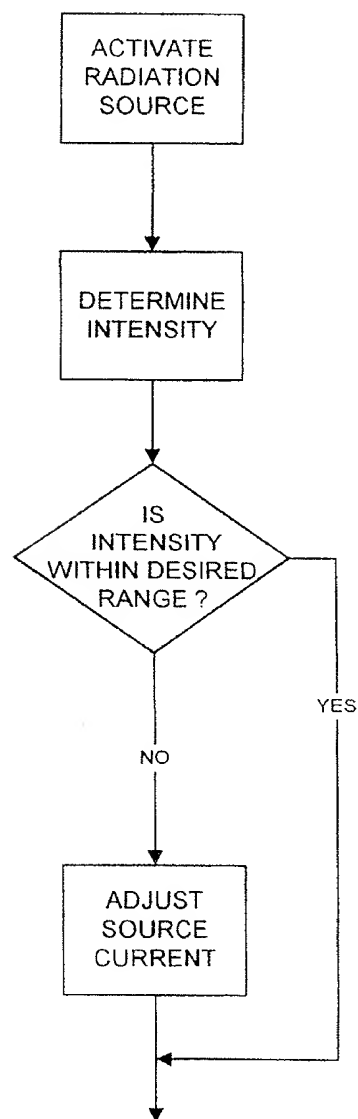 ACTIVATE
RADIATION
SOURCE
DETERMINE
INTENSITY
IS
INTENSITY
WITHIN DESIRED
RANGE ?
YES
NO
ADJUST
SOURCE
CURRENT